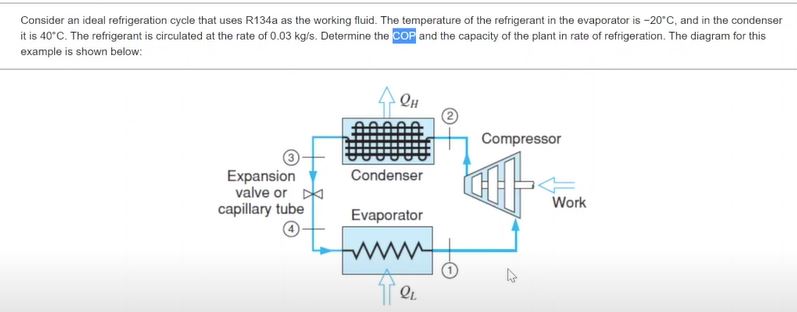 Consider an ideal refrigeration cycle that uses R134a as the working fluid. The temperature of the refrigerant in the evaporator is −20°C, and in the condenser
it is 40°C. The refrigerant is circulated at the rate of 0.03 kg/s. Determine the COP and the capacity of the plant in rate of refrigeration. The diagram for this
example is shown below:
QH
2
Compressor
3
Expansion
valve or
capillary tube
Condenser
Work
Evaporator
4
1
QL